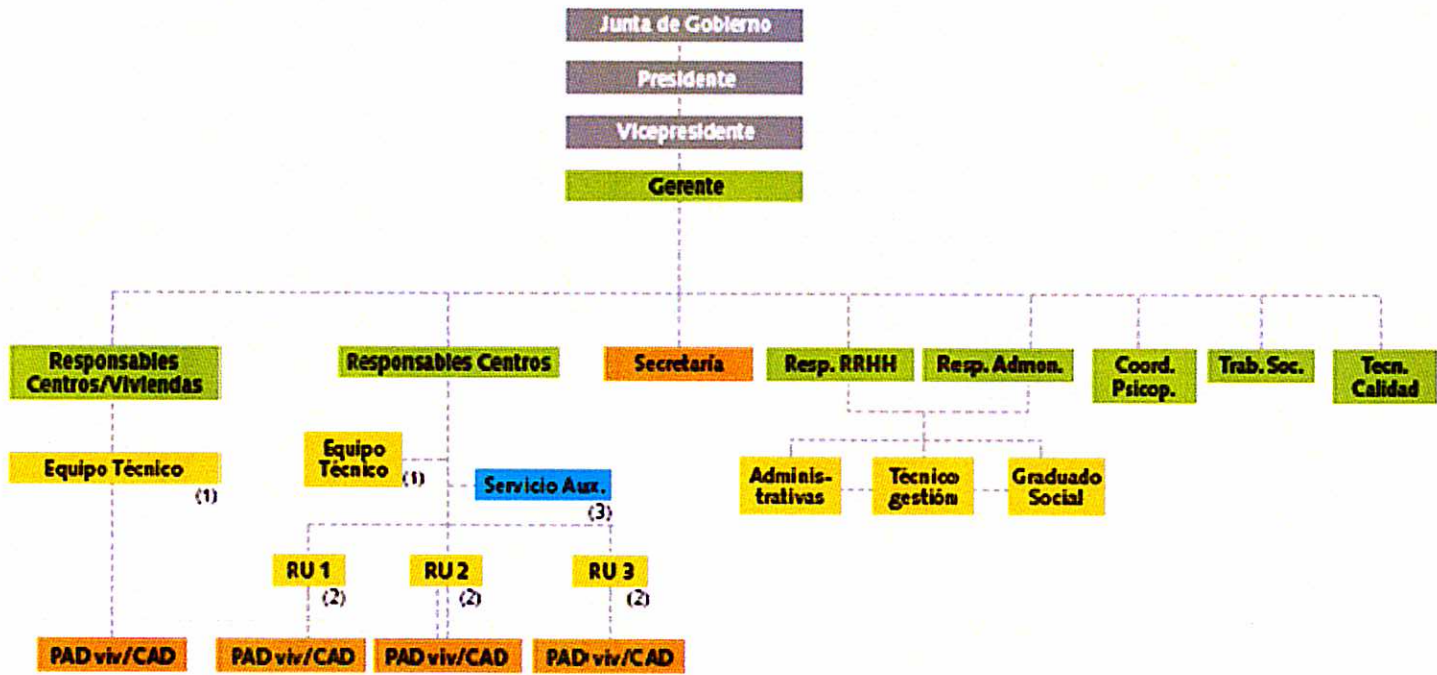 Junta de Gobierno
Presidente
Vicepresidente
Gerente
Responsables
Centros/Viviendas
Responsables Centros
Secretaría
Resp. RRHH
Resp. Admon.
Coord.
Psicop.
Trab. Soc.
Tecn.
Calidad
Equipo Técnico
(1)
Equipo
Técnico
(1)
Servicio Aux.
(3)
Adminis-
trativas
Técnico
gestión
Graduado
Social
RU 1
(2)
RU 2
(2)
RU 3
(2)
PAD viv/CAD
PAD viv/CAD
PAD viv/CAD
PAD viv/CAD